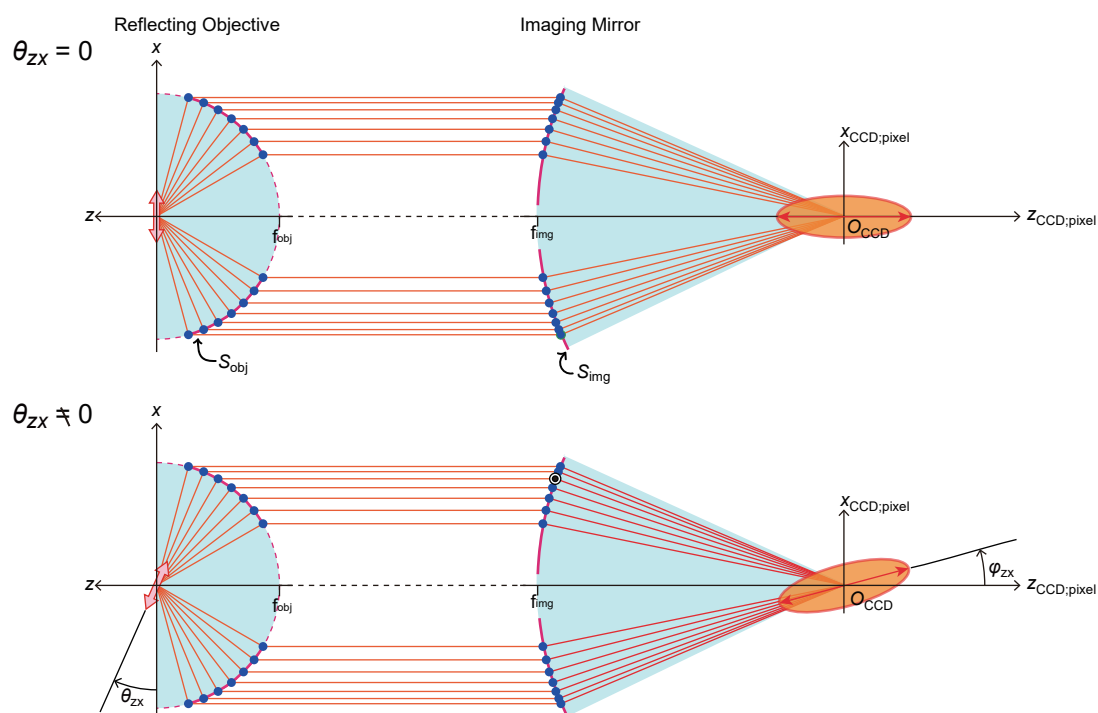 Reflecting Objective
Imaging Mirror
θzx = 0
x
xCCD;pixel
z
fobj
fimg
OCCD
zCCD;pixel
Sobj
Simg
θzx ≠ 0
x
xCCD;pixel
φzx
z
fobj
fimg
OCCD
zCCD;pixel
θzx